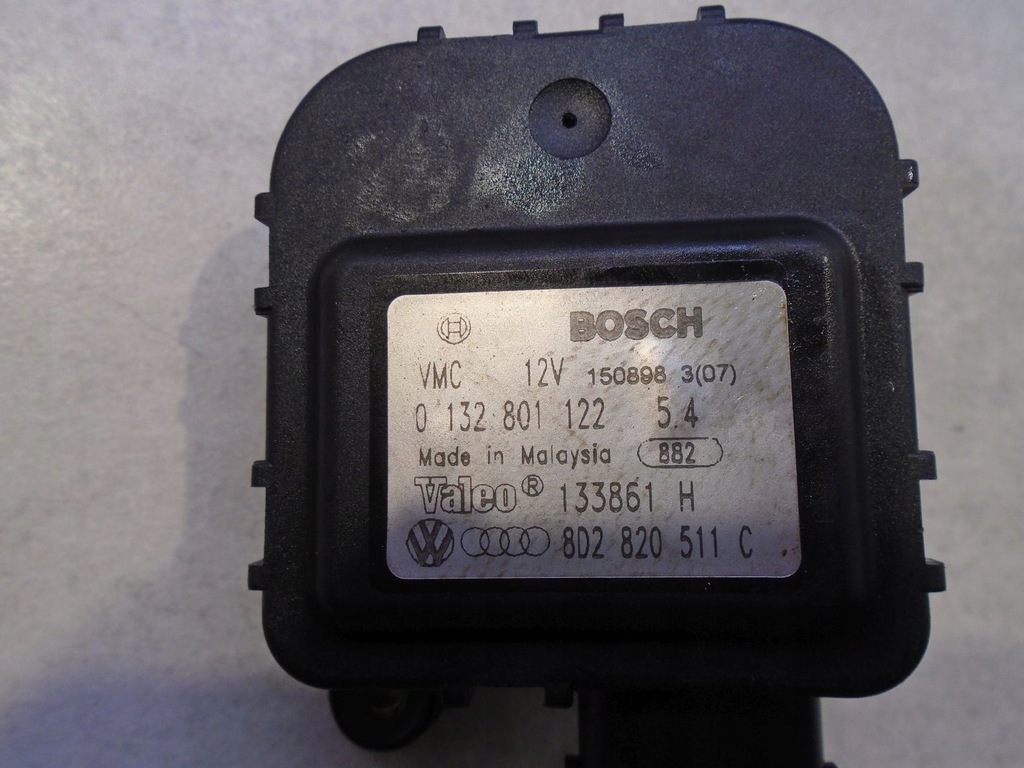 BOSCH
VMC 12V 150898 3(07)
0 132 801 122 5.4
Made in Malaysia 882
Valeo® 133861 H
8D2 820 511 C